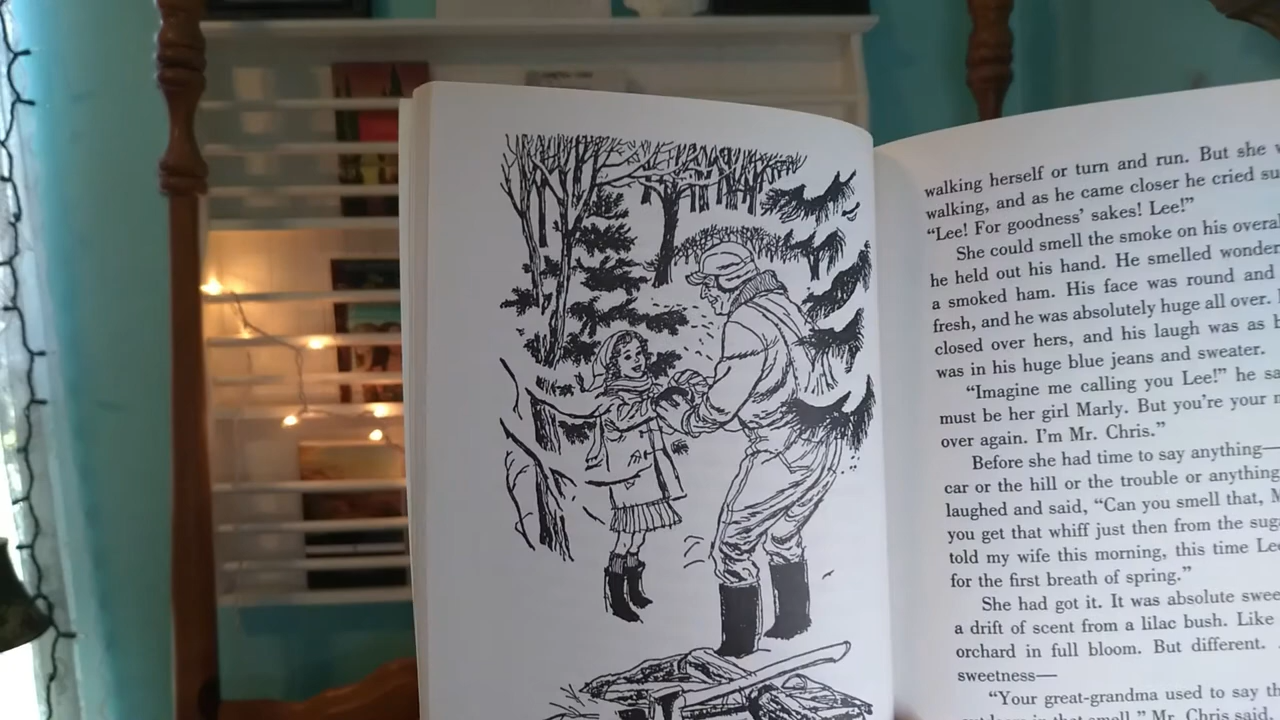 walking herself or turn and run. But she
walking, and as he came closer he cried
“Lee! For goodness’ sakes! Lee!”
She could smell the smoke on his
he held out his hand. He smelled
a smoked ham. His face was round and
fresh, and he was absolutely huge all over.
closed over hers, and his laugh was as
was in his huge blue jeans and sweater.
“Imagine me calling you Lee!” he
must be her girl Marly. But you’re your
over again. I’m Mr. Chris.”
Before she had time to say anything—
car or the hill or the trouble or anything
laughed and said, “Can you smell that,
you get that whiff just then from the
told my wife this morning, this time
for the first breath of spring.”
She had got it. It was absolute
a drift of scent from a lilac bush. Like
orchard in full bloom. But different.
sweetness—
“Your great-grandma used to say
in that smell,” Mr. Chris said.